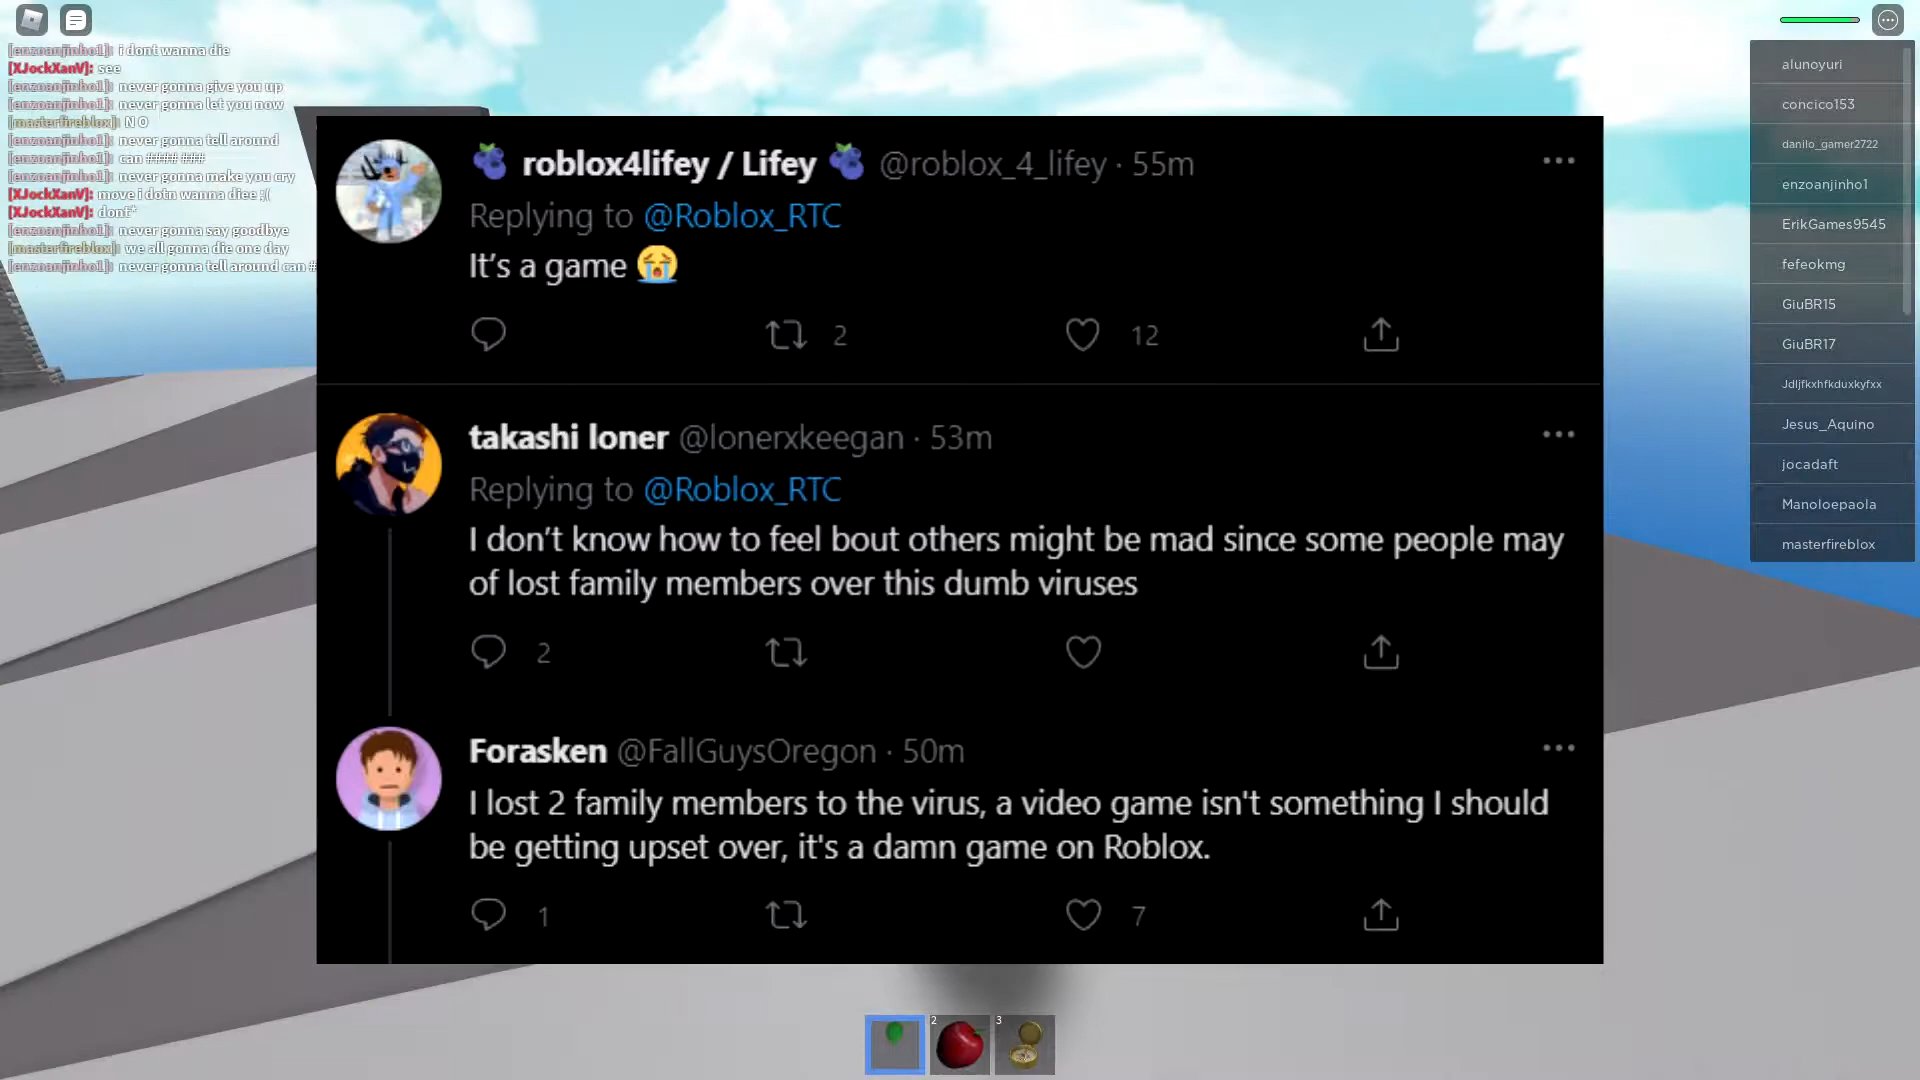 [enzoanjinho1]: i dont wanna die
[XJockXanV]: see
[enzoanjinho1]: never gonna give you up
[enzoanjinho1]: never gonna let you now
[masterfireblox]: N O
[enzoanjinho1]: never gonna tell around
[enzoanjinho1]: can #### ###
[enzoanjinho1]: never gonna make you cry
[XJockXanV]: move i dotn wanna diee ;(
[XJockXanV]: dont*
[enzoanjinho1]: never gonna say goodbye
[masterfireblox]: we all gonna die one day
[enzoanjinho1]: never gonna tell around can #
roblox4lifey / Lifey @roblox_4_lifey · 55m
Replying to @Roblox_RTC
It's a game 😭
2 12
takashi loner @lonerxkeegan · 53m
Replying to @Roblox_RTC
I don't know how to feel bout others might be mad since some people may
of lost family members over this dumb viruses
2
Forasken @FallGuysOregon · 50m
I lost 2 family members to the virus, a video game isn't something I should
be getting upset over, it's a damn game on Roblox.
1 7
alunoyuri
concico153
danilo_gamer2722
enzoanjinho1
ErikGames9545
fefeokmg
GiuBR15
GiuBR17
Jdljfkxhfkduxkyfxx
Jesus_Aquino
jocadaft
Manoloepaola
masterfireblox
2 3